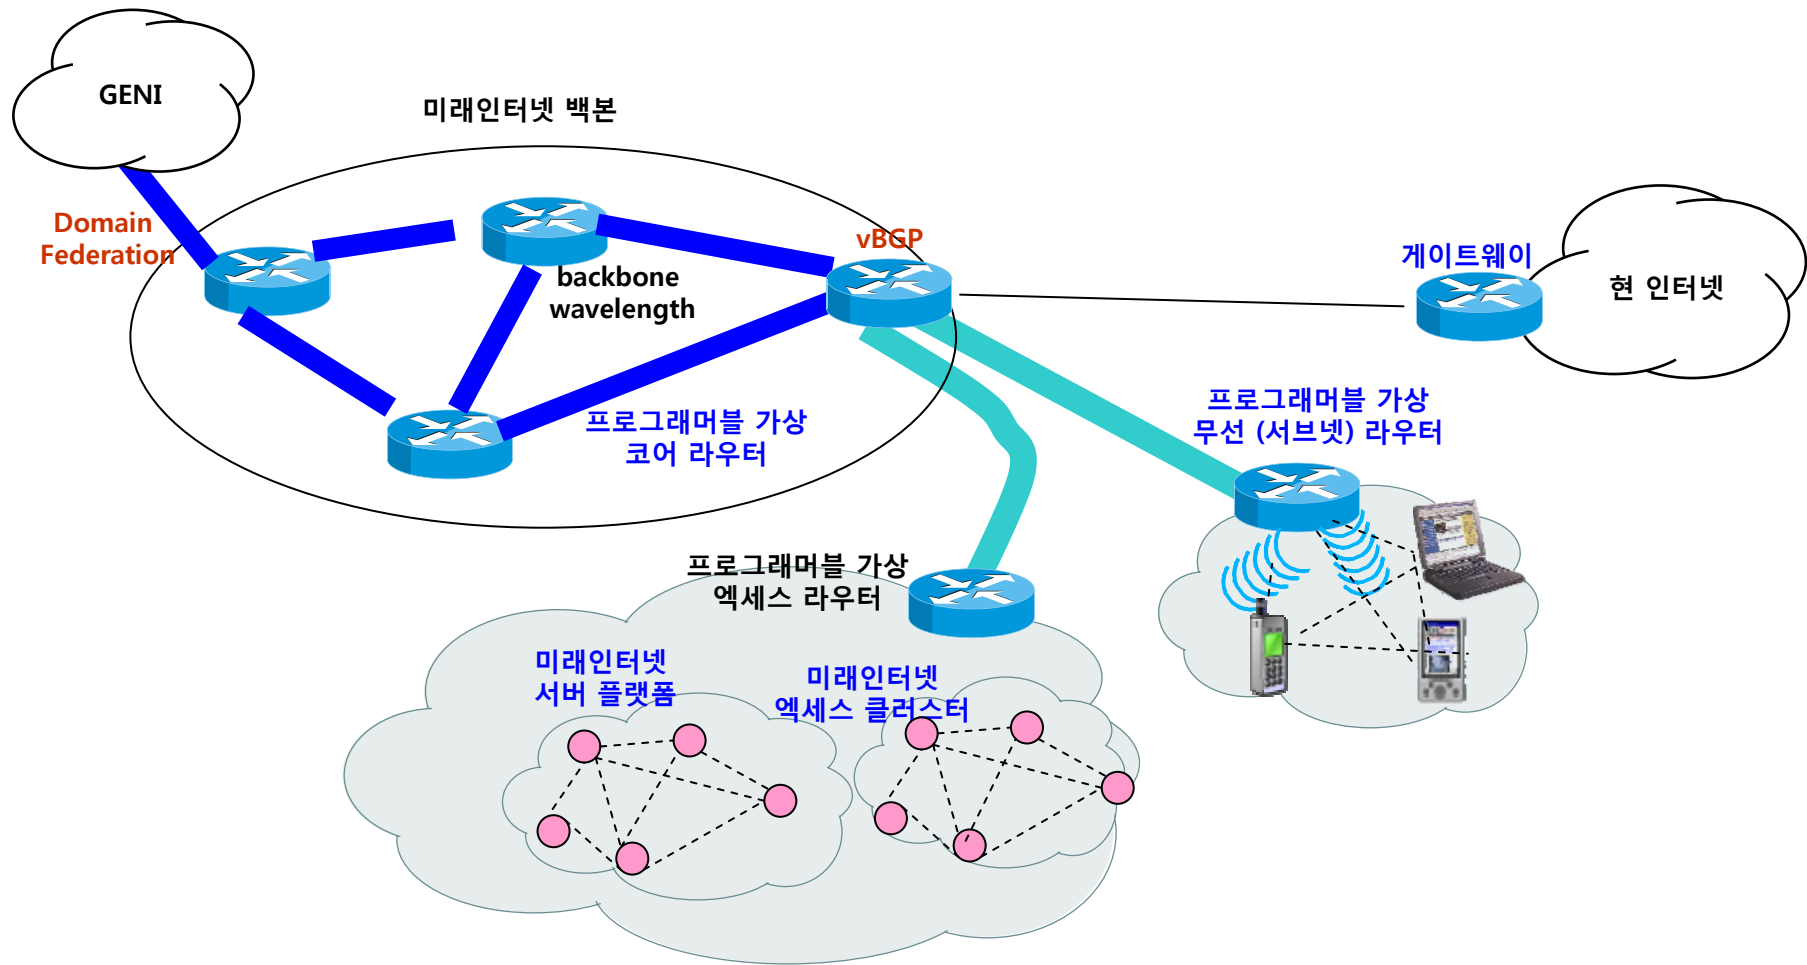 GENI
미래인터넷 백본
Domain
Federation
vBGP
backbone
wavelength
게이트웨이
현 인터넷
프로그래머블 가상
코어 라우터
프로그래머블 가상
무선 (서브넷) 라우터
프로그래머블 가상
엑세스 라우터
미래인터넷
서버 플랫폼
미래인터넷
엑세스 클러스터